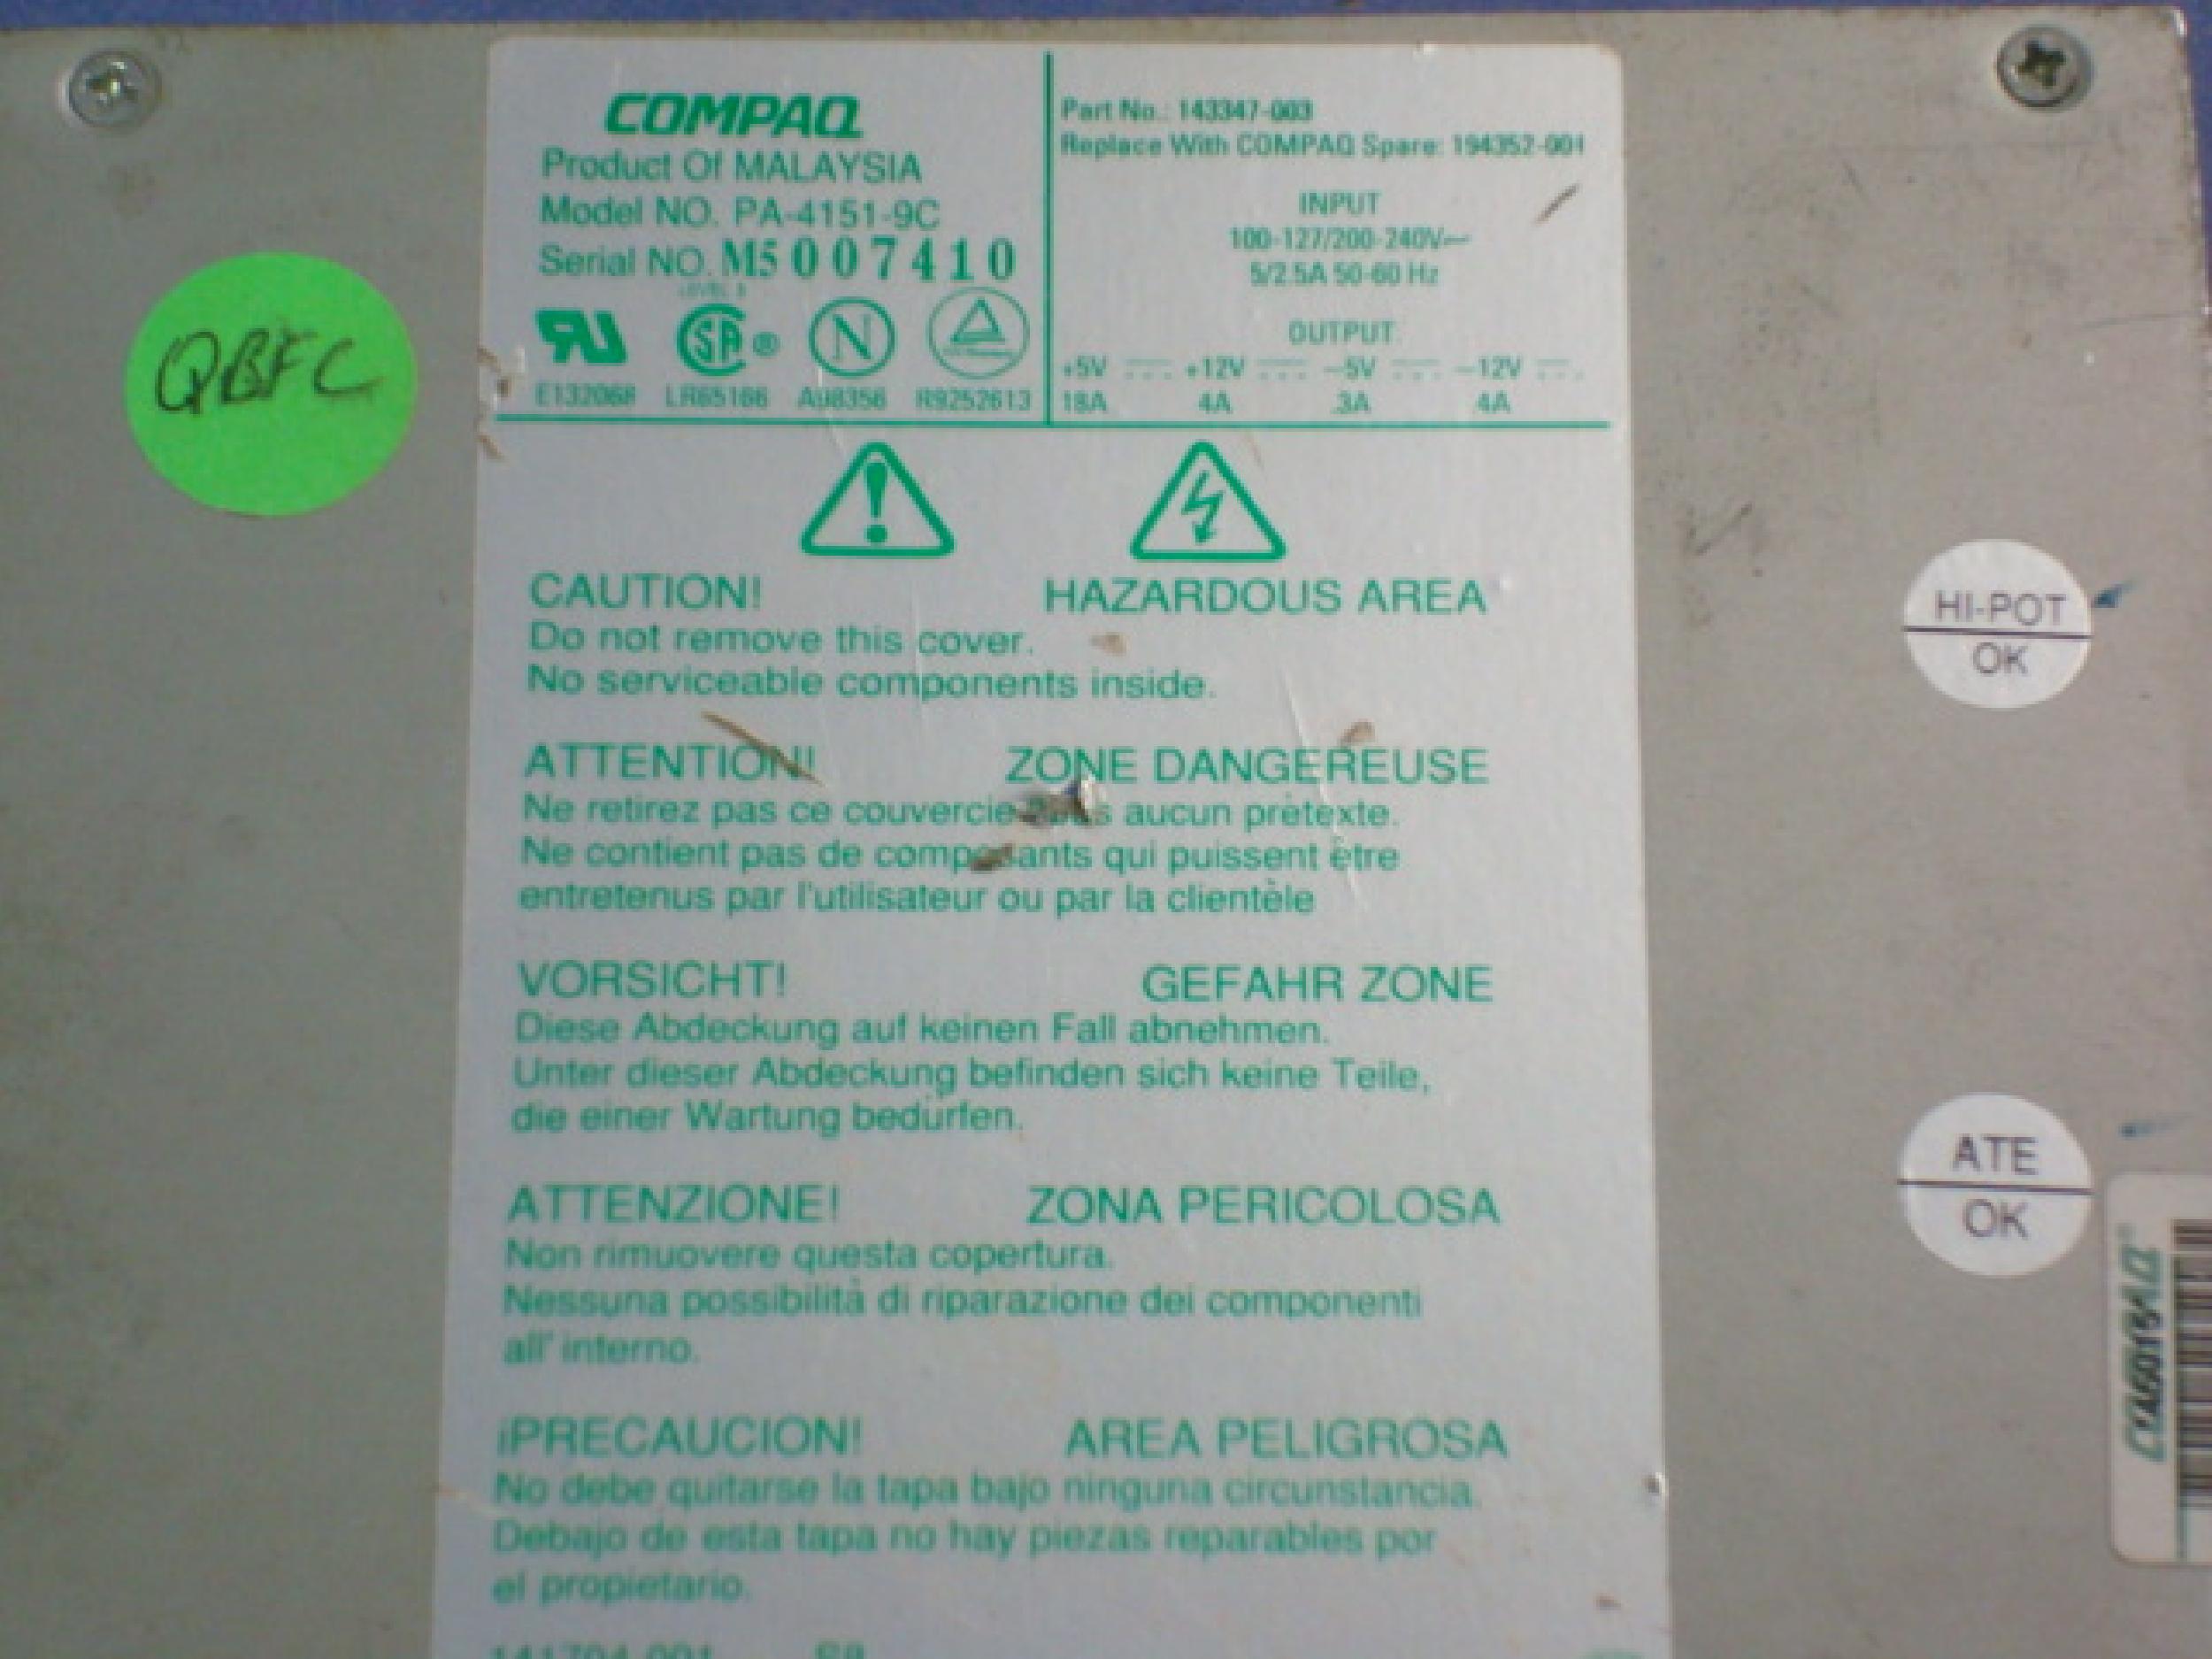 COMPAQ
Product Of MALAYSIA
Model NO. PA-4151-9C
Serial NO. M5 007410
LEVEL 3
E132068 LR65186 A98356 R9252613
Part No.: 143347-003
Replace With COMPAQ Spare: 194352-001
INPUT
100-127/200-240V~
5/2.5A 50-60 Hz
OUTPUT
+5V +12V -5V -12V
18A 4A .3A .4A
QBFC
CAUTION! HAZARDOUS AREA
Do not remove this cover.
No serviceable components inside.
ATTENTION! ZONE DANGEREUSE
Ne retirez pas ce couvercie aucun prètexte.
Ne contient pas de composants qui puissent être
entretenus par l'utilisateur ou par la clientèle
VORSICHT! GEFAHR ZONE
Diese Abdeckung auf keinen Fall abnehmen.
Unter dieser Abdeckung befinden sich keine Teile,
die einer Wartung bedürfen.
ATTENZIONE! ZONA PERICOLOSA
Non rimuovere questa copertura.
Nessuna possibilità di riparazione dei componenti
all' interno.
¡PRECAUCION! AREA PELIGROSA
No debe quitarse la tapa bajo ninguna circunstancia.
Debajo de esta tapa no hay piezas reparables por
el propietario.
HI-POT
OK
ATE
OK
COMPAQ